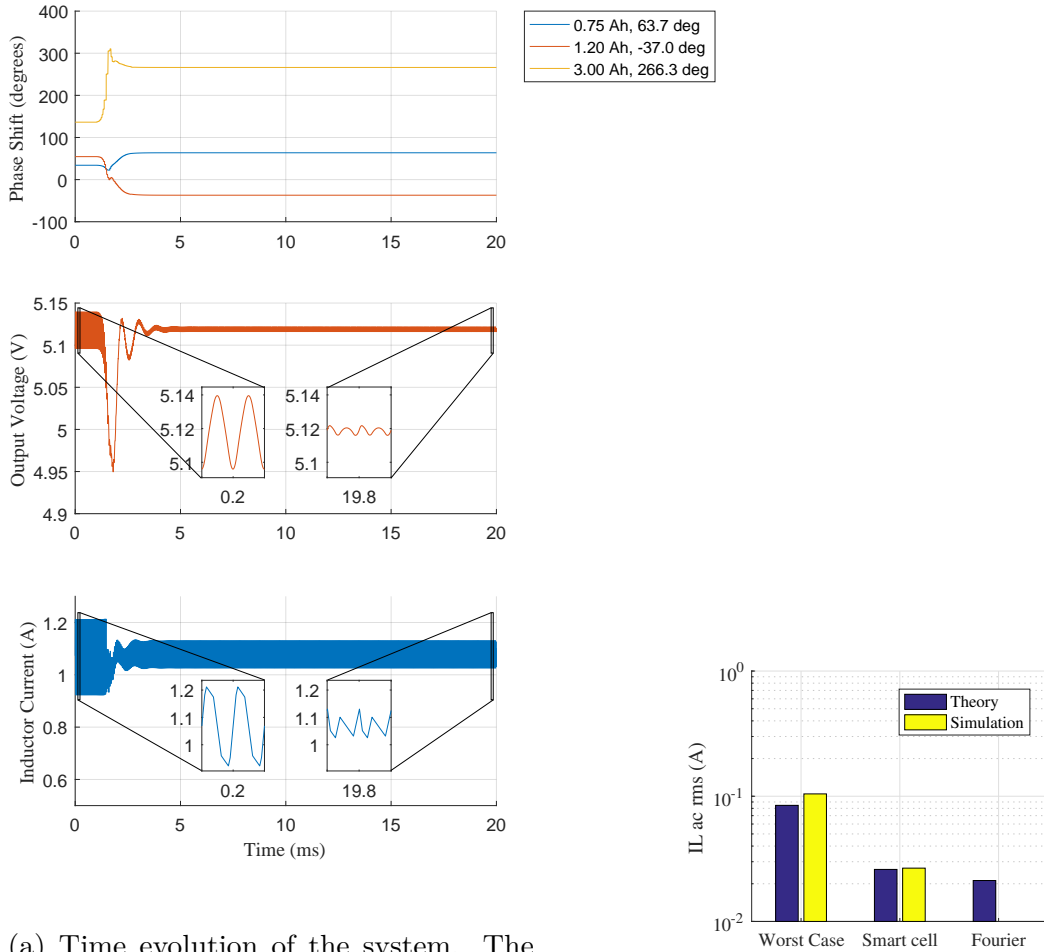 0.75 Ah, 63.7 deg
1.20 Ah, -37.0 deg
3.00 Ah, 266.3 deg
Phase Shift (degrees)
400
300
200
100
0
-100
0 5 10 15 20
Output Voltage (V)
5.15
5.1
5.05
5
4.95
4.9
5.14
5.12
5.1
0.2
5.14
5.12
5.1
19.8
0 5 10 15 20
Inductor Current (A)
1.2
1
0.8
0.6
1.2
1.1
1
0.2
1.2
1.1
1
19.8
0 5 10 15 20
Time (ms)
IL ac rms (A)
10^0
10^-1
10^-2
Theory
Simulation
Worst Case Smart cell Fourier
(a) Time evolution of the system. The